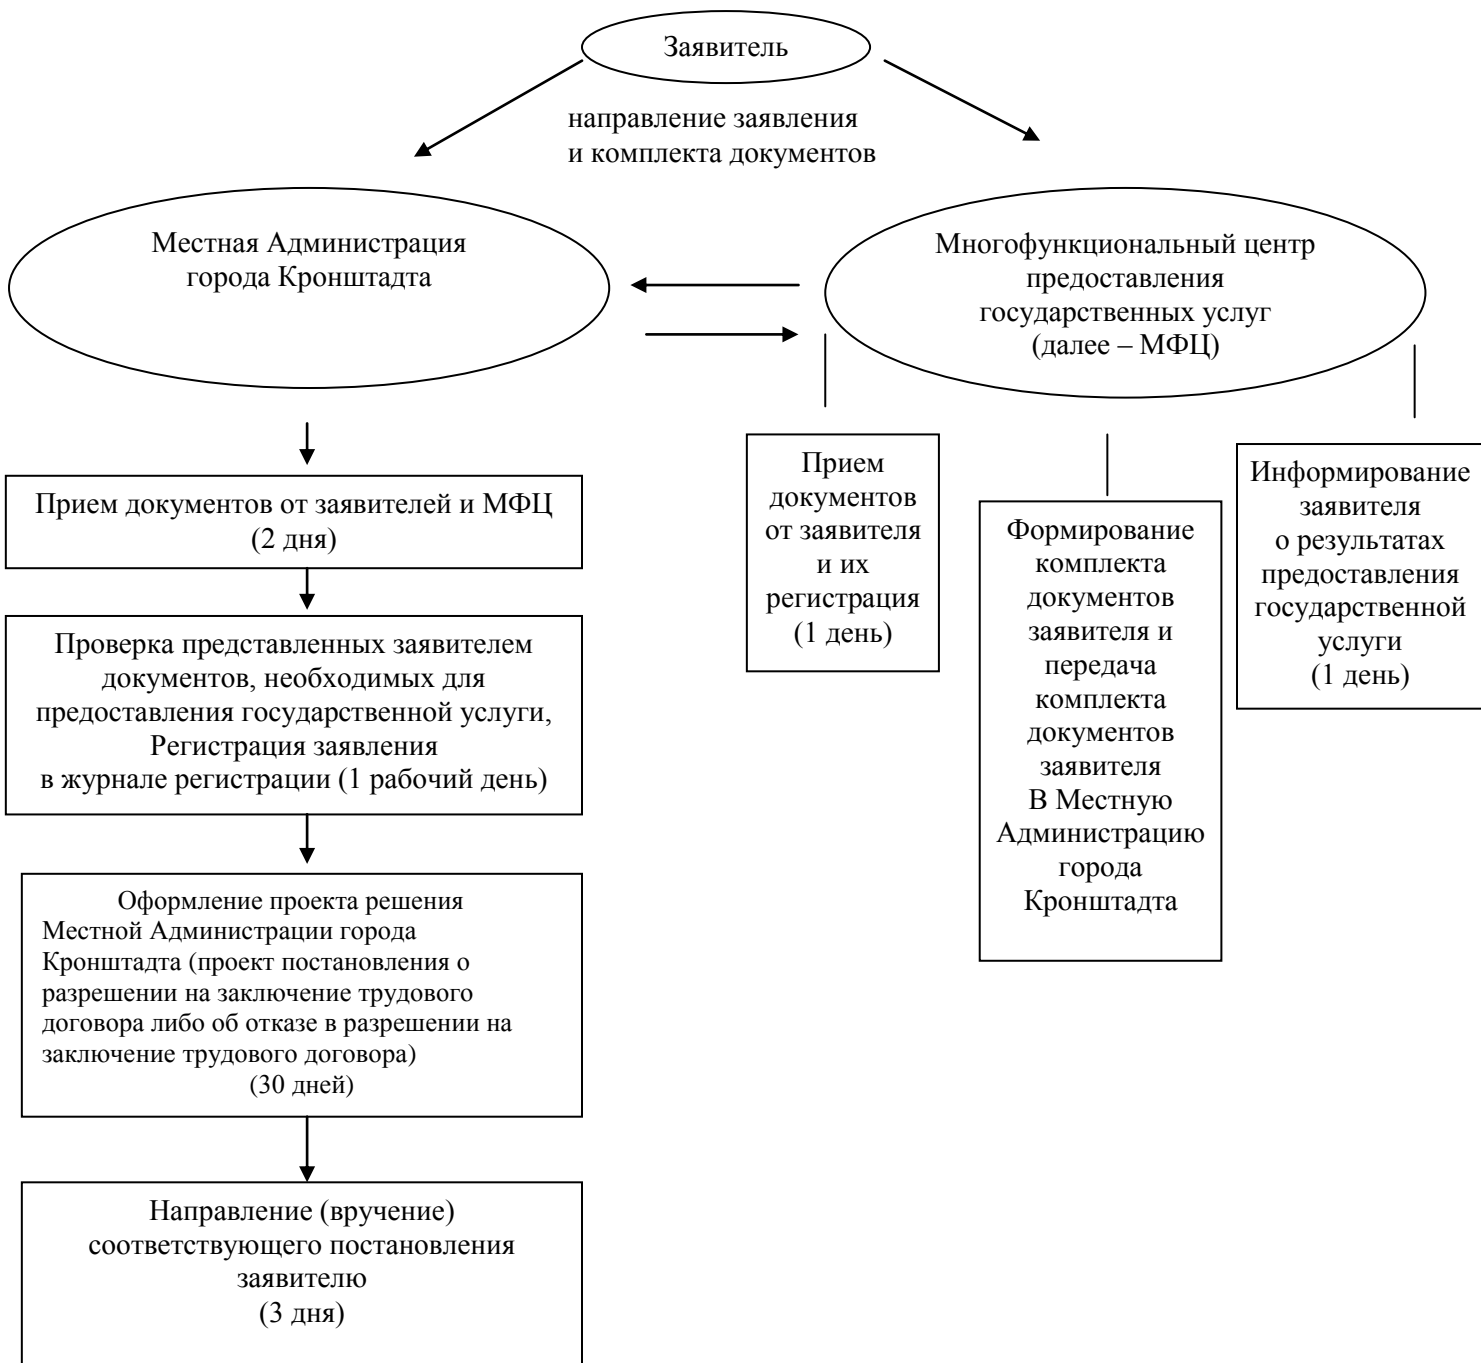 Заявитель
направление заявления
и комплекта документов
Местная Администрация
города Кронштадта
Многофункциональный центр
предоставления
государственных услуг
(далее – МФЦ)
Прием документов от заявителей и МФЦ
(2 дня)
Проверка представленных заявителем
документов, необходимых для
предоставления государственной услуги,
Регистрация заявления
в журнале регистрации (1 рабочий день)
Оформление проекта решения
Местной Администрации города
Кронштадта (проект постановления о
разрешении на заключение трудового
договора либо об отказе в разрешении на
заключение трудового договора)
(30 дней)
Направление (вручение)
соответствующего постановления
заявителю
(3 дня)
Прием
документов
от заявителя
и их
регистрация
(1 день)
Формирование
комплекта
документов
заявителя и
передача
комплекта
документов
заявителя
В Местную
Администрацию
города
Кронштадта
Информирование
заявителя
о результатах
предоставления
государственной
услуги
(1 день)